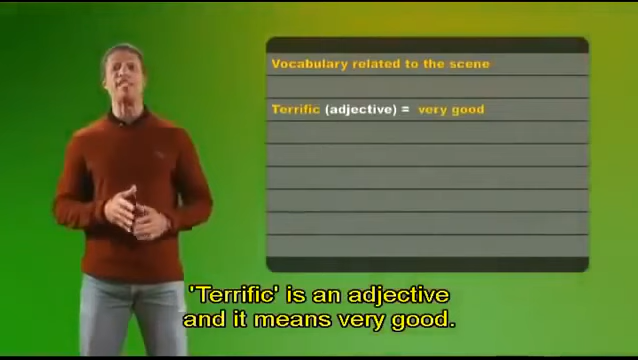 Vocabulary related to the scene
Terrific (adjective) = very good
'Terrific' is an adjective
and it means very good.